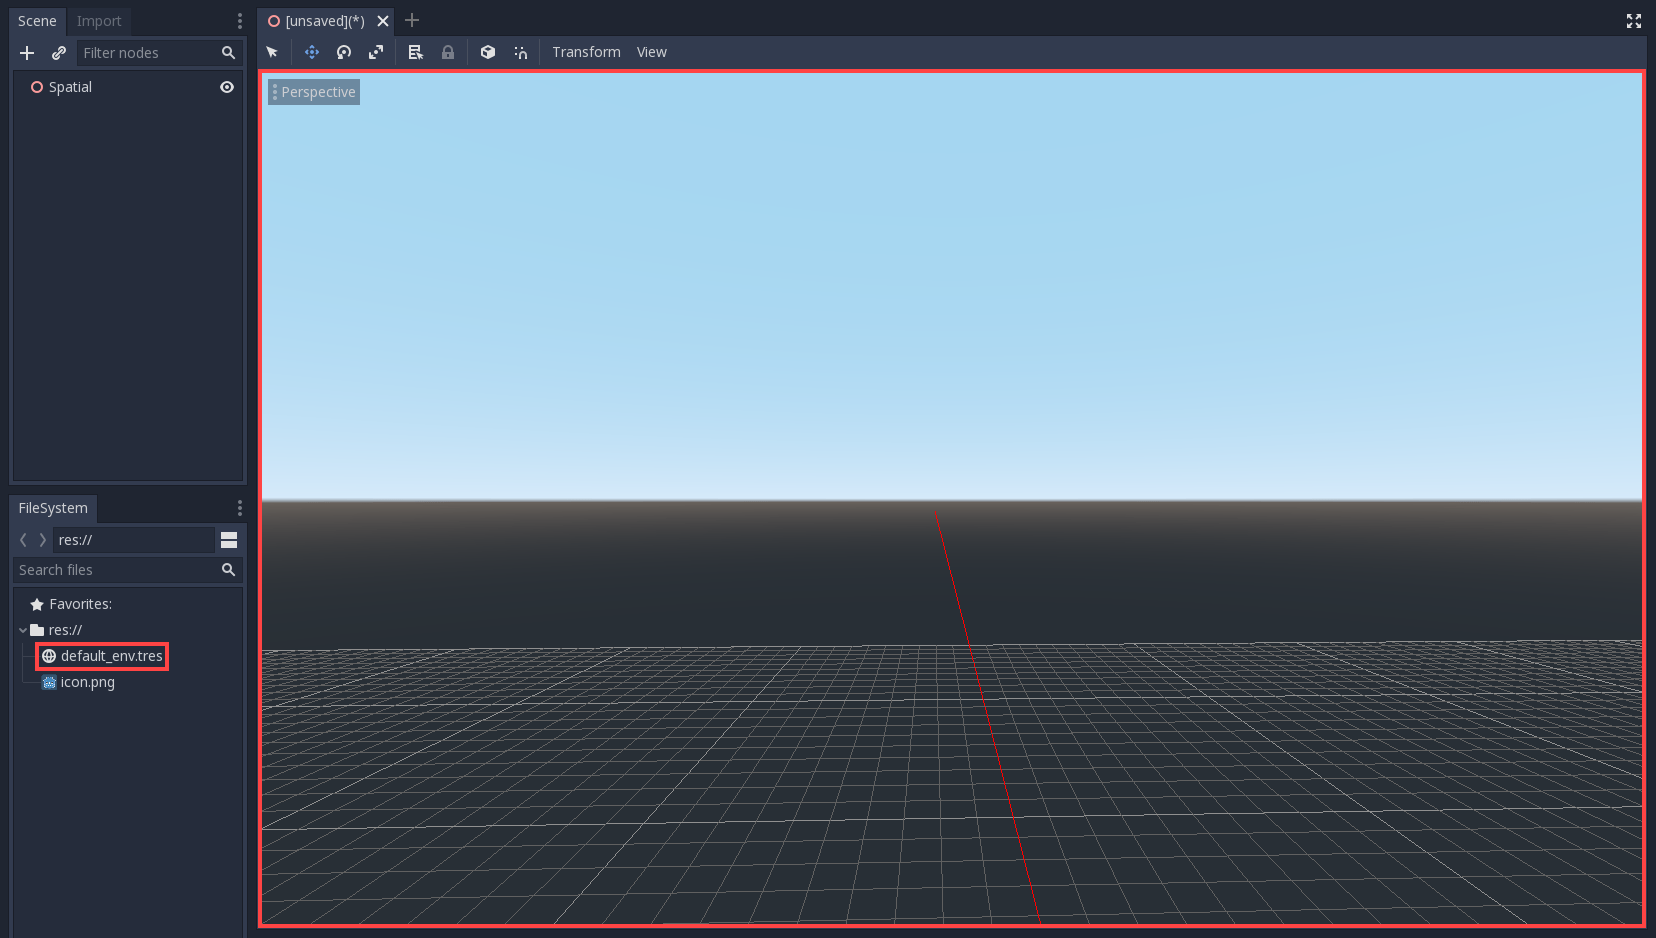 Scene Import
Filter nodes
Spatial
[unsaved](*)
Transform View
Perspective
FileSystem
res://
Search files
Favorites:
res://
default_env.tres
icon.png